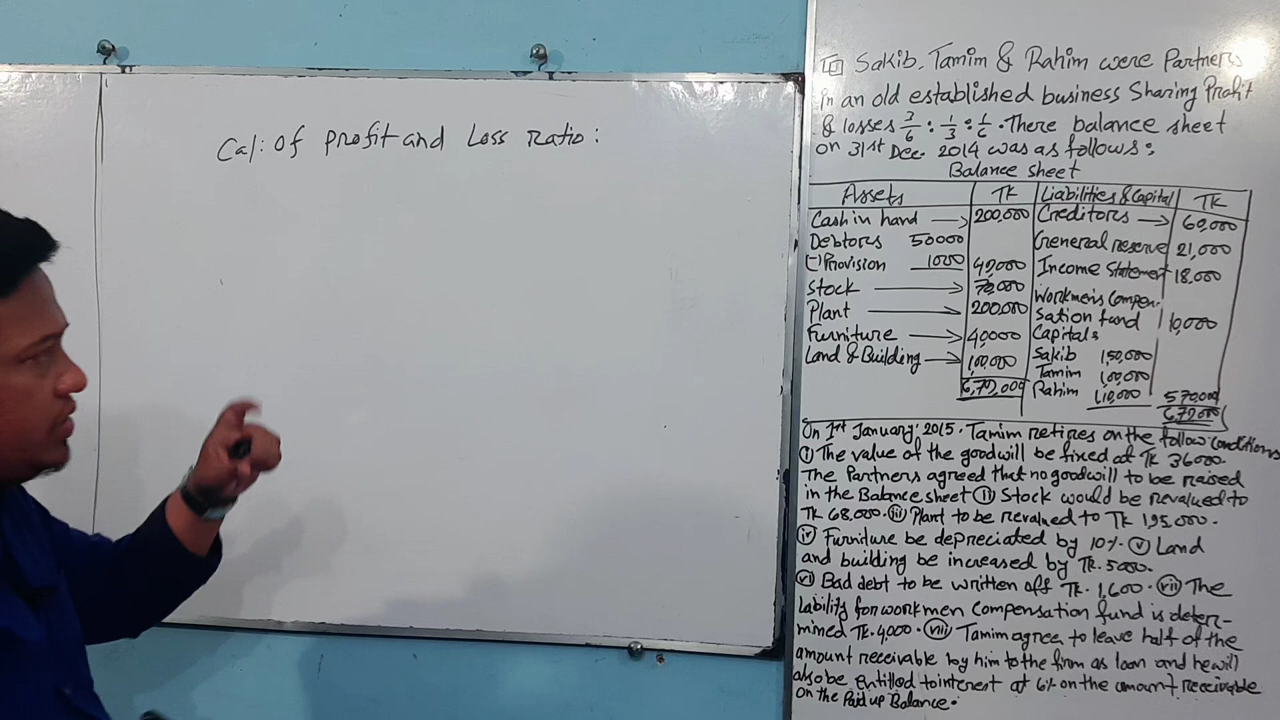 Cal: Of profit and Loss ratio:
Sakib, Tamim & Rahim were Partners
in an old established business Sharing Profit
& losses 3/6 : 1/3 : 1/6. There balance sheet
on 31st Dec. 2014 was as follows:
Balance sheet
Assets TK Liabilities & Capital TK
Cash in hand → 200,000 Creditors → 60,000
Debtors 50000 General reserve 21,000
(-) Provision 1000 49,000 Income Statement 18,000
Stock → Workmen's Compen-
Plant → 200,000 sation fund 10,000
Furniture → 40,000 Capitals
Land & Building → 100,000 Sakib 150,000
Tamim 100,000
Rahim 110,000
On 1st January' 2015. Tamim retires on the follow conditions
(i) The value of the goodwill be fixed at TK 36000.
The Partners agreed that no goodwill to be raised
in the Balance sheet (ii) Stock would be revalued to
TK 68,000. (iii) Plant to be revalued to TK 195,000.
(iv) Furniture be depreciated by 10%. (v) Land
and building be increased by TK. 5000.
(vi) Bad debt to be written off TK. 1,600. (vii) The
lability for workmen Compensation fund is deter-
mined TK. 4,000. (viii) Tamim agree to leave half of the
amount receivable by him to the firm as loan and he will
also be entilled to interest at 6% on the amount receivable
on the Paid up Balance.